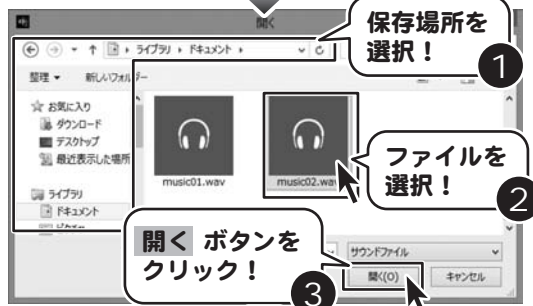 開く
保存場所を
選択！
1
ライブラリ ▸ ドキュメント ▸
整理 ▾ 新しいフォルダー
お気に入り
ダウンロード
デスクトップ
最近表示した場所
ライブラリ
ドキュメント
music01.wav
music02.wav
ファイルを
選択！
2
開く ボタンを
クリック！
3
サウンドファイル
開く(O)
キャンセル